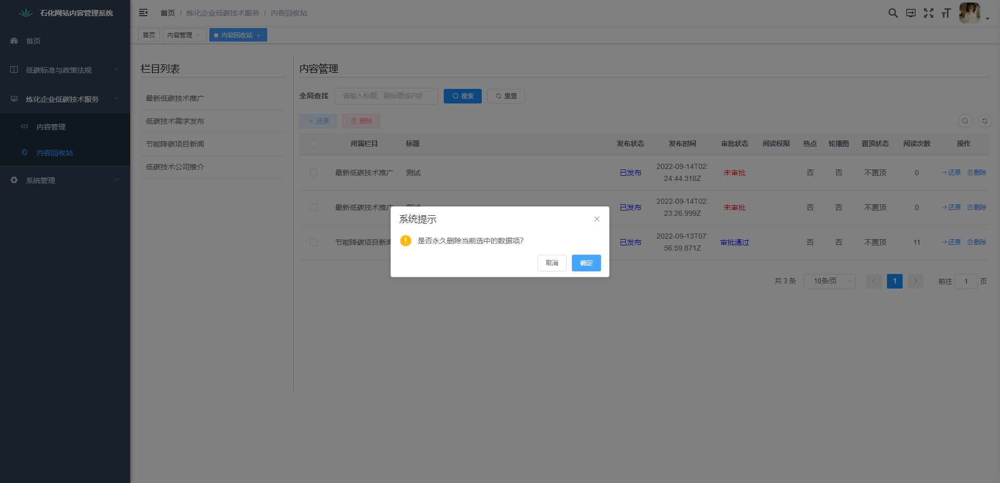 石化网站内容管理系统
首页
低碳标准与政策法规
炼化企业低碳技术服务
内容管理
内容回收站
系统管理
首页 / 炼化企业低碳技术服务 / 内容回收站
首页
内容管理 ×
内容回收站 ×
栏目列表
最新低碳技术推广
低碳技术需求发布
节能降碳项目新闻
低碳技术公司推介
内容管理
全局查找 请输入标题、副标题或内容 搜索 重置
还原 删除
所属栏目 标题 发布状态 发布时间 审批状态 阅读权限 热点 轮播图 置顶状态 阅读次数 操作
最新低碳技术推广 测试 已发布 2022-09-14T02:24:44.318Z 未审批 否 否 不置顶 0 还原 删除
最新低碳技术推广 测试 已发布 2022-09-14T02:23:26.999Z 未审批 否 否 不置顶 0 还原 删除
节能降碳项目新闻 已发布 2022-09-13T07:56:59.871Z 审批通过 否 否 不置顶 11 还原 删除
共 3 条 10条/页 1 前往 1 页
系统提示
是否永久删除当前选中的数据项?
取消 确定